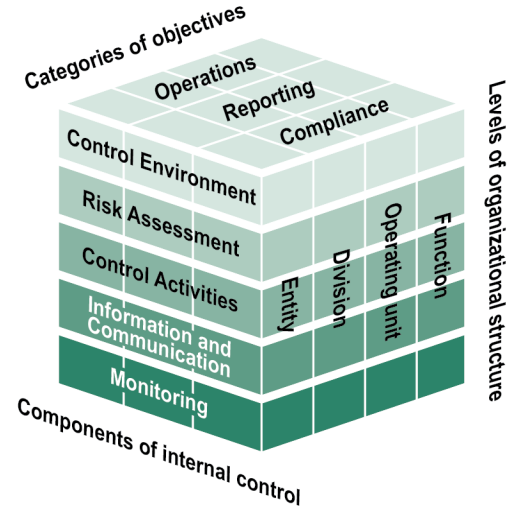 Categories of objectives
Operations
Reporting
Compliance
Control Environment
Risk Assessment
Control Activities
Information and
Communication
Monitoring
Entity
Division
Operating unit
Function
Levels of organizational structure
Components of internal control